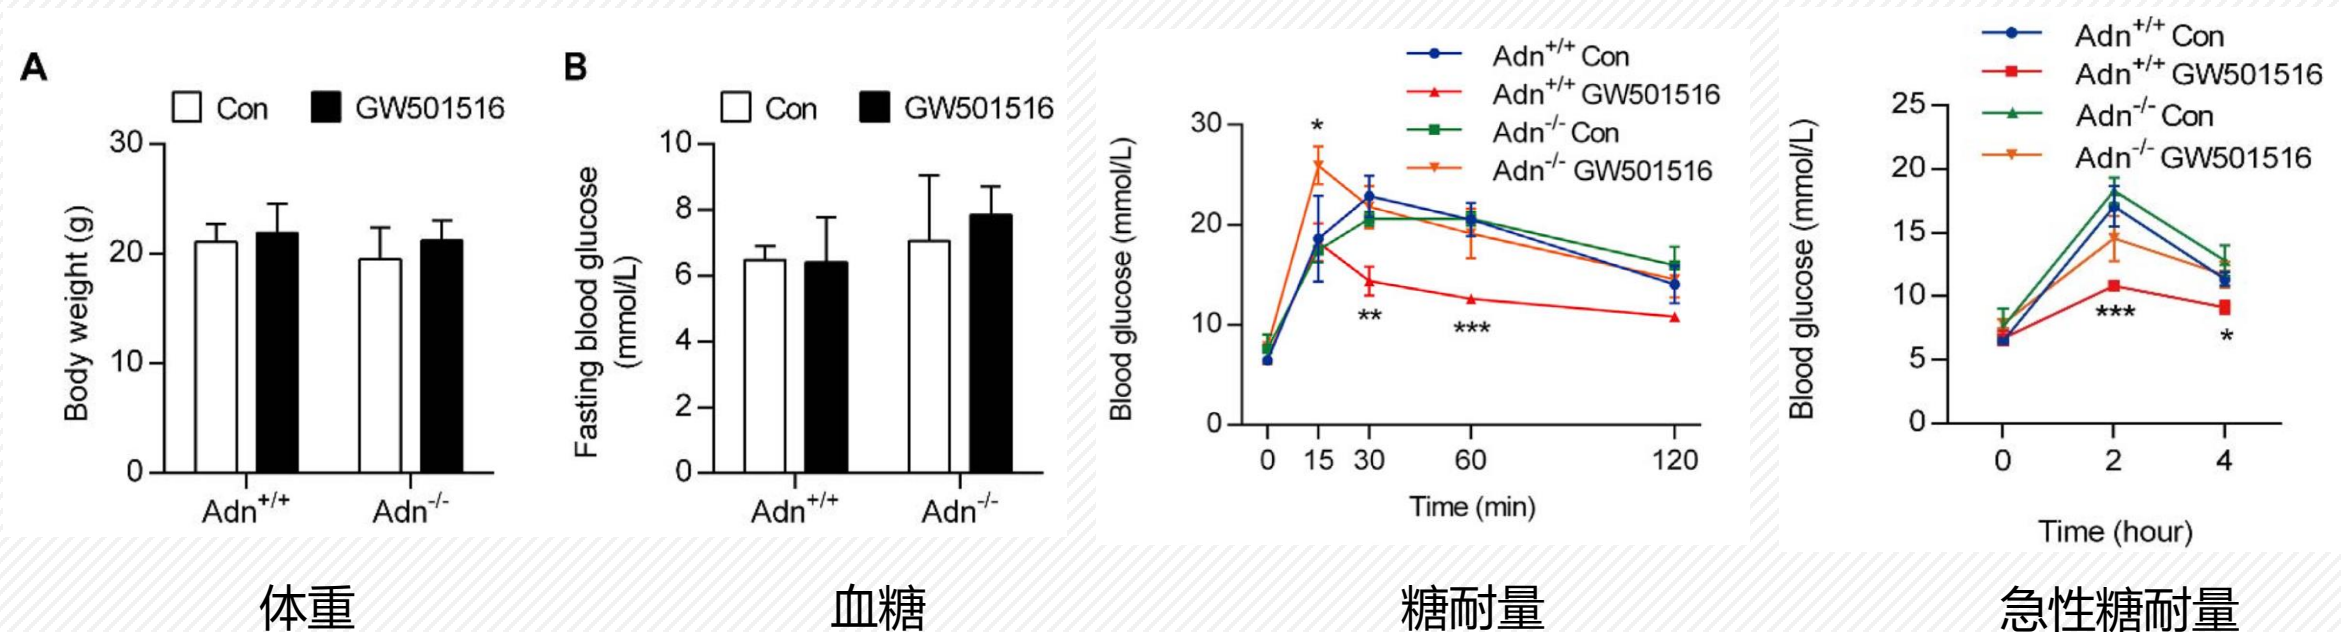 A
Con GW501516
30
20
10
0
Body weight (g)
Adn+/+ Adn-/-
体重
B
Con GW501516
10
8
6
4
2
0
Fasting blood glucose
(mmol/L)
Adn+/+ Adn-/-
血糖
Adn+/+ Con
Adn+/+ GW501516
Adn-/- Con
Adn-/- GW501516
30
20
10
0
Blood glucose (mmol/L)
*
**
***
0 15 30 60 120
Time (min)
糖耐量
Adn+/+ Con
Adn+/+ GW501516
Adn-/- Con
Adn-/- GW501516
25
20
15
10
5
0
Blood glucose (mmol/L)
***
*
0 2 4
Time (hour)
急性糖耐量